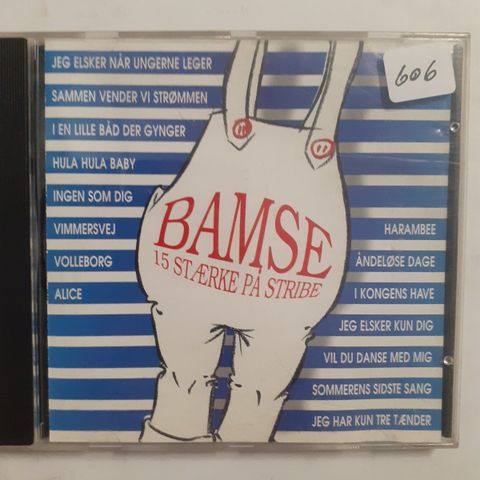 JEG ELSKER NÅR UNGERNE LEGER
SAMMEN VENDER VI STRØMMEN
I EN LILLE BÅD DER GYNGER
HULA HULA BABY
INGEN SOM DIG
VIMMERSVEJ
VOLLEBORG
ALICE
606
BAMSE
15 STÆRKE PÅ STRIBE
HARAMBEE
ÅNDELØSE DAGE
I KONGENS HAVE
JEG ELSKER KUN DIG
VIL DU DANSE MED MIG
SOMMERENS SIDSTE SANG
JEG HAR KUN TRE TÆNDER